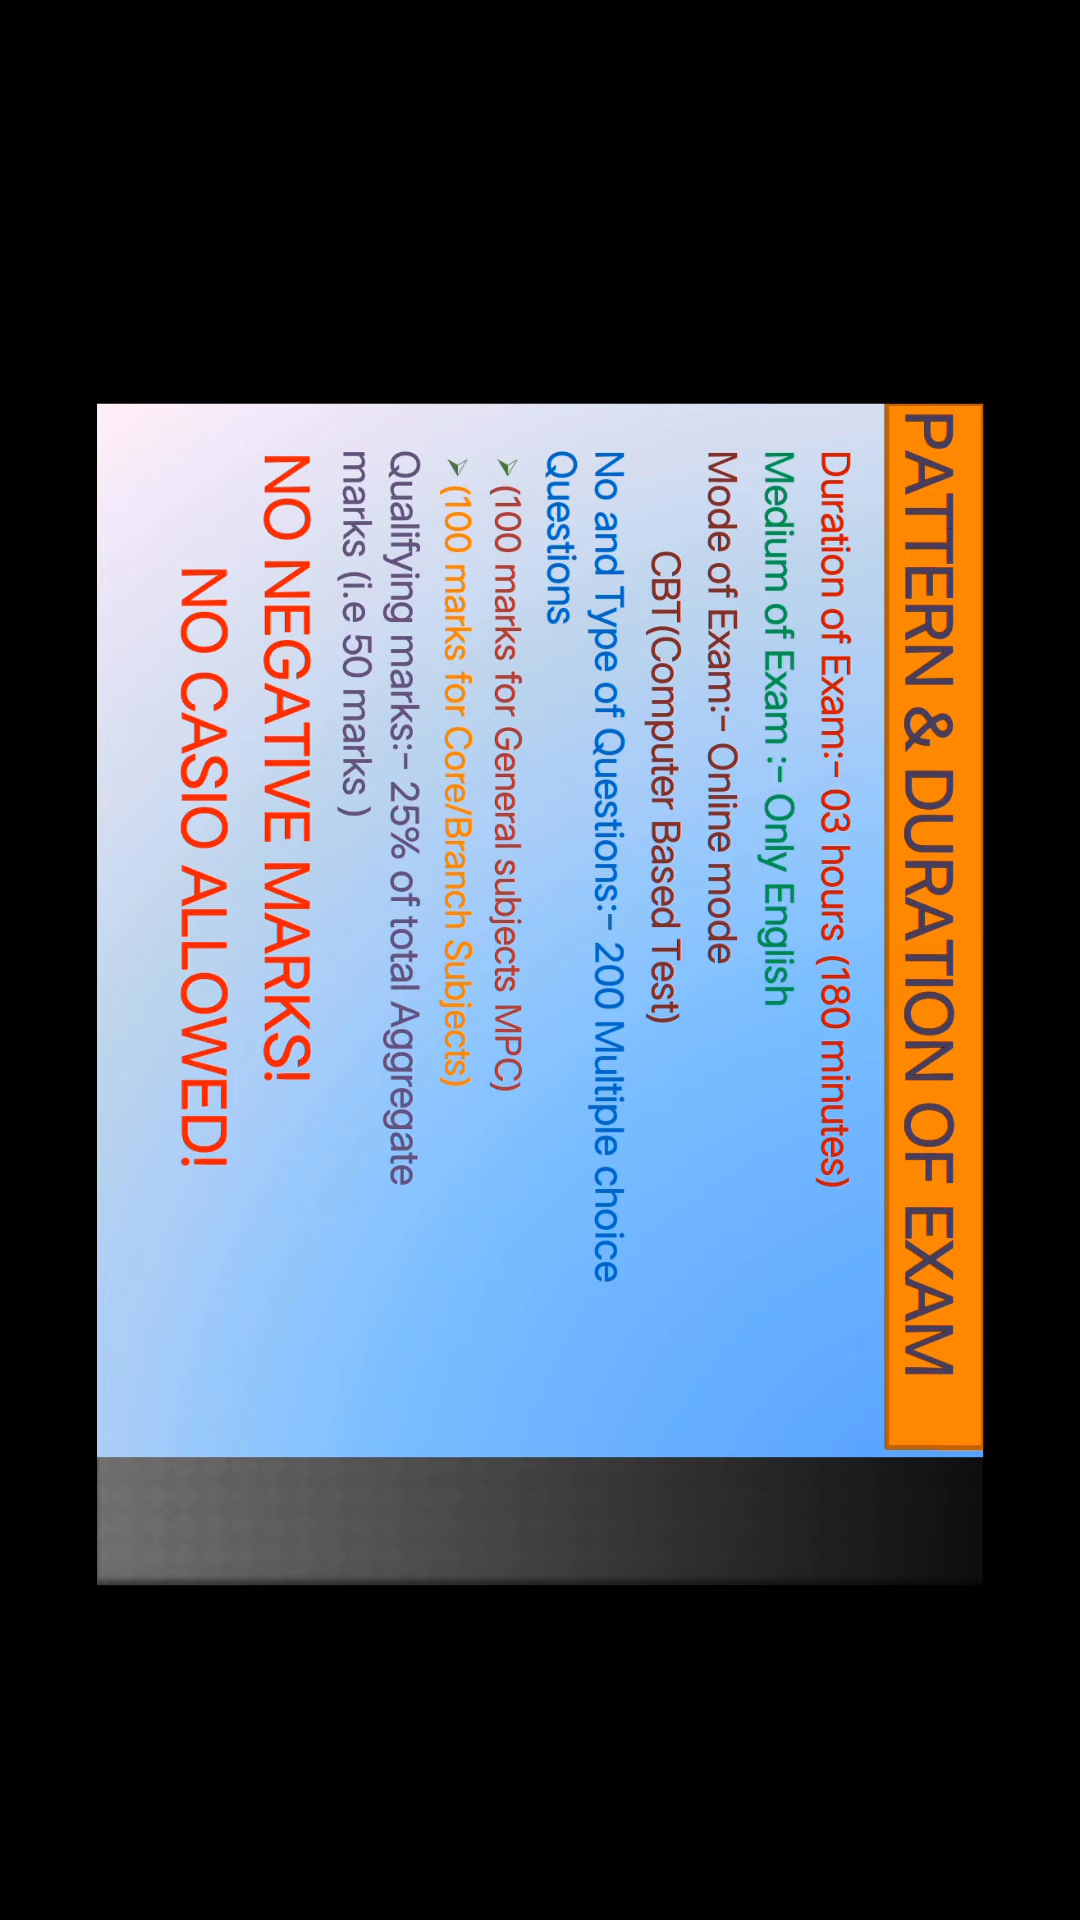 PATTERN & DURATION OF EXAM
Duration of Exam:- 03 hours (180 minutes)
Medium of Exam :- Only English
Mode of Exam:- Online mode
CBT(Computer Based Test)
No and Type of Questions:- 200 Multiple choice
Questions
(100 marks for General subjects MPC)
(100 marks for Core/Branch Subjects)
Qualifying marks:- 25% of total Aggregate
marks (i.e 50 marks )
NO NEGATIVE MARKS!
NO CASIO ALLOWED!